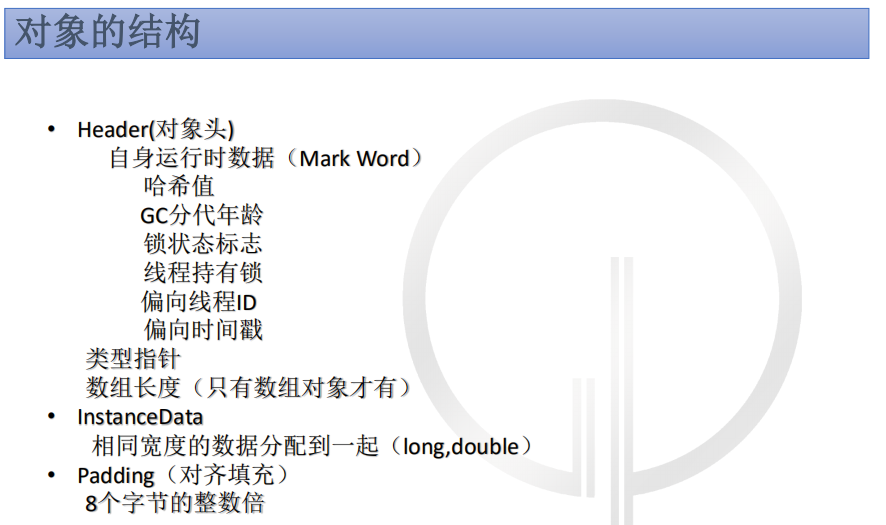 对象的结构
• Header(对象头)
自身运行时数据（Mark Word）
哈希值
GC分代年龄
锁状态标志
线程持有锁
偏向线程ID
偏向时间戳
类型指针
数组长度（只有数组对象才有）
• InstanceData
相同宽度的数据分配到一起（long,double）
• Padding（对齐填充）
8个字节的整数倍